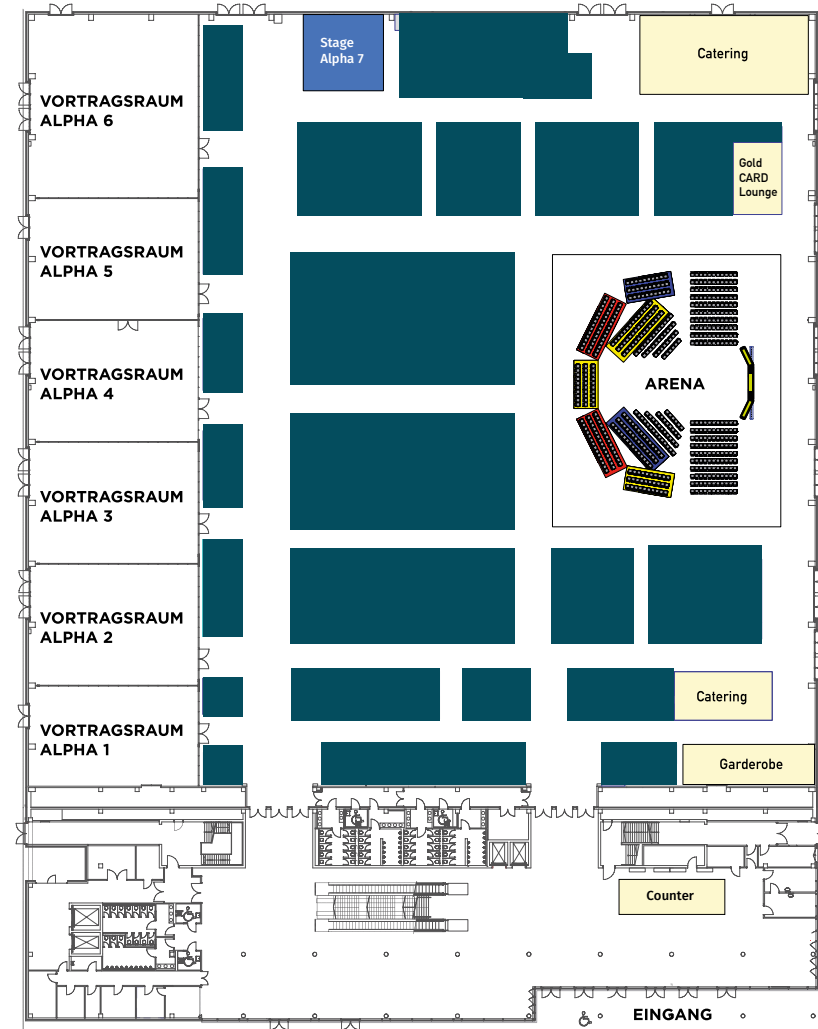 Stage
Alpha 7
Catering
VORTRAGSRAUM
ALPHA 6
Gold
CARD
Lounge
VORTRAGSRAUM
ALPHA 5
VORTRAGSRAUM
ALPHA 4
ARENA
VORTRAGSRAUM
ALPHA 3
VORTRAGSRAUM
ALPHA 2
Catering
VORTRAGSRAUM
ALPHA 1
Garderobe
Counter
EINGANG